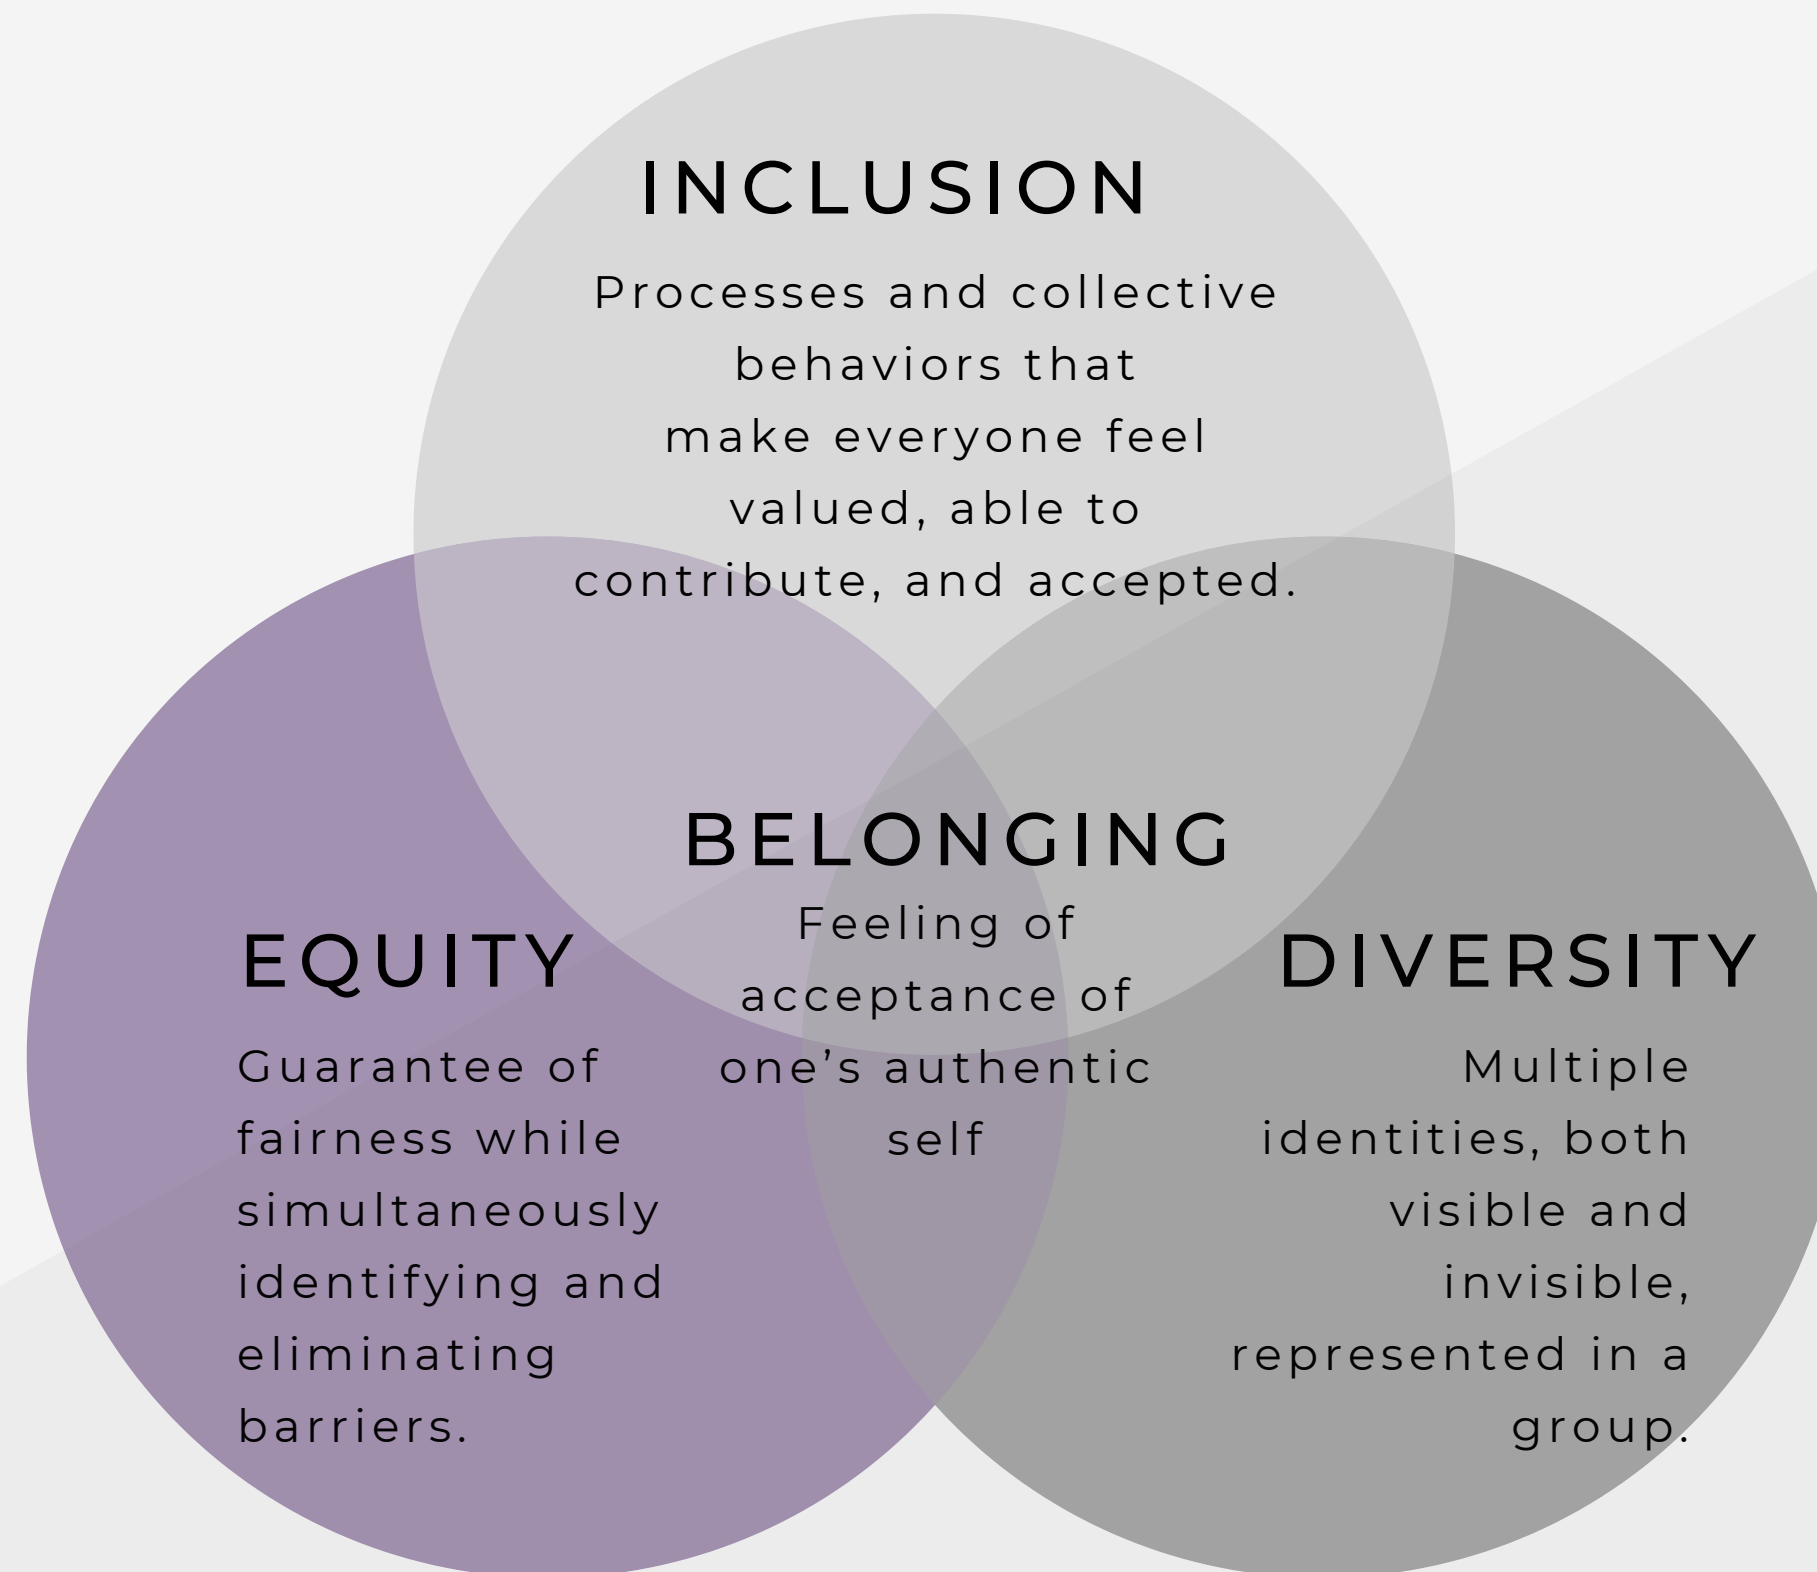 INCLUSION
Processes and collective
behaviors that
make everyone feel
valued, able to
contribute, and accepted.
BELONGING
Feeling of
acceptance of
one’s authentic
self
EQUITY
Guarantee of
fairness while
simultaneously
identifying and
eliminating
barriers.
DIVERSITY
Multiple
identities, both
visible and
invisible,
represented in a
group.